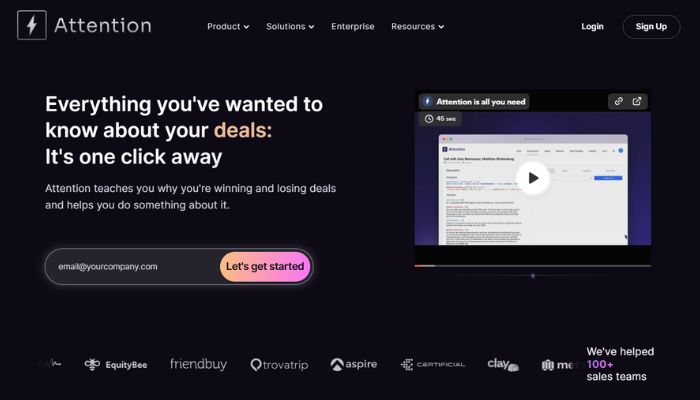 Attention
Product
Solutions
Enterprise
Resources
Login
Sign Up
Everything you've wanted to
know about your deals:
It's one click away
Attention teaches you why you're winning and losing deals
and helps you do something about it.
email@yourcompany.com
Let's get started
Attention is all you need
45 sec
Attention
EquityBee
friendbuy
trovatrip
aspire
CERTIFICIAL
clay
We've helped
100+
sales teams